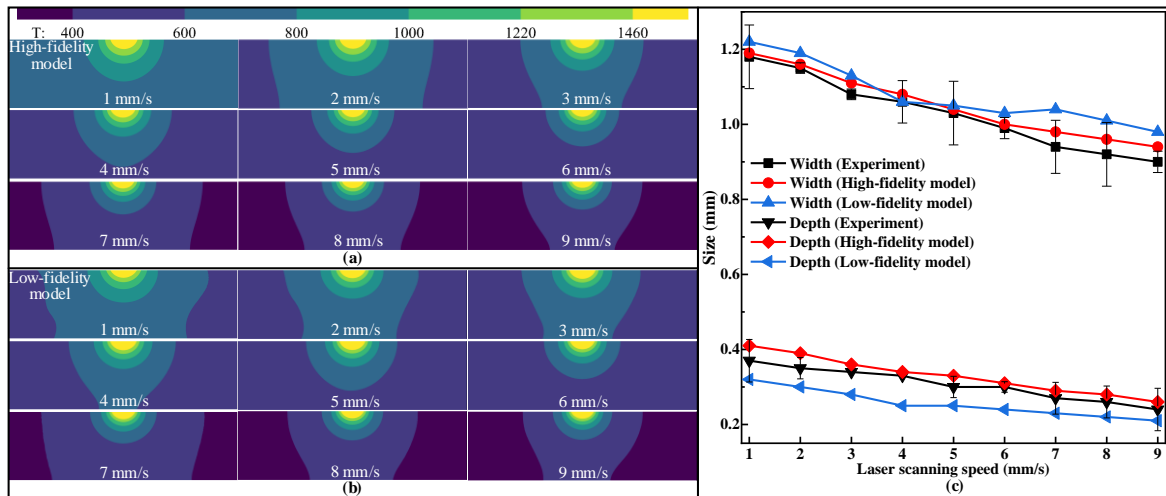 T: 400 600 800 1000 1220 1460
High-fidelity
model
1 mm/s 2 mm/s 3 mm/s
4 mm/s 5 mm/s 6 mm/s
7 mm/s 8 mm/s 9 mm/s
(a)
Low-fidelity
model
1 mm/s 2 mm/s 3 mm/s
4 mm/s 5 mm/s 6 mm/s
7 mm/s 8 mm/s 9 mm/s
(b)
Size (mm)
1.2
1.0
0.8
0.6
0.4
0.2
Width (Experiment)
Width (High-fidelity model)
Width (Low-fidelity model)
Depth (Experiment)
Depth (High-fidelity model)
Depth (Low-fidelity model)
1 2 3 4 5 6 7 8 9
Laser scanning speed (mm/s)
(c)